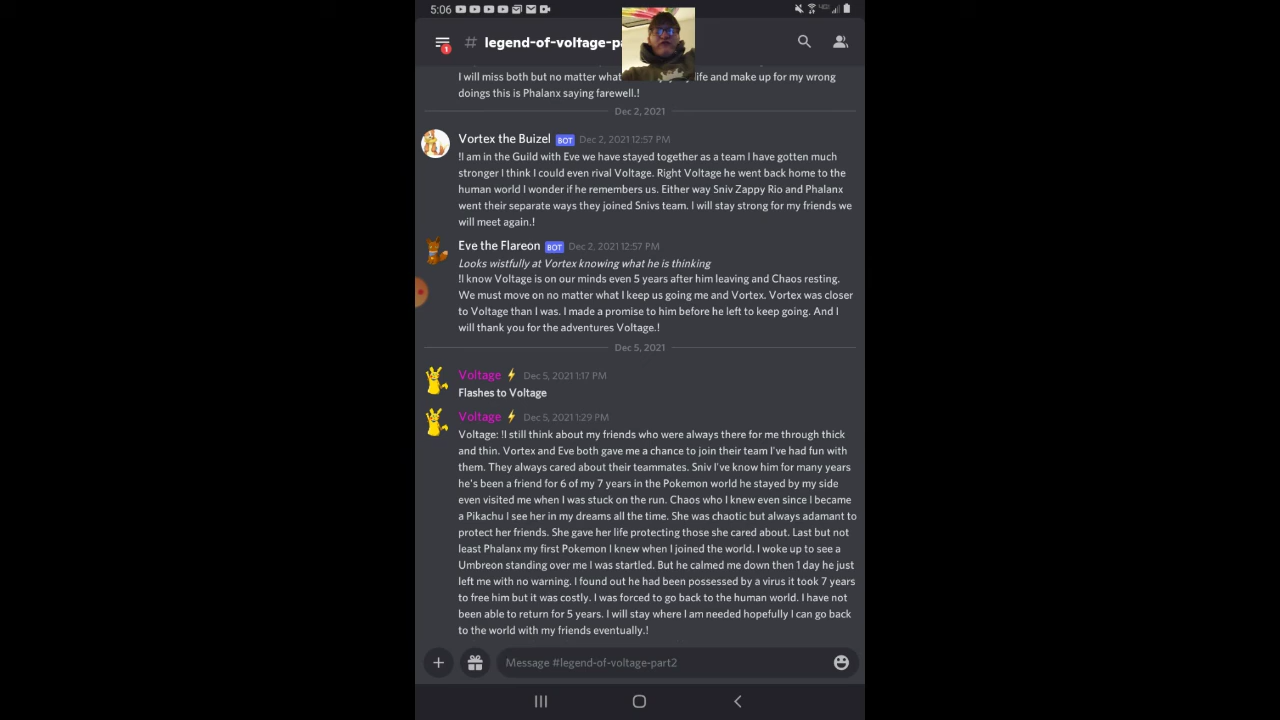 5:06
1
# legend-of-voltage-p
I will miss both but no matter what life and make up for my wrong
doings this is Phalanx saying farewell.!
Dec 2, 2021
Vortex the Buizel BOT Dec 2, 2021 12:57 PM
!I am in the Guild with Eve we have stayed together as a team I have gotten much
stronger I think I could even rival Voltage. Right Voltage he went back home to the
human world I wonder if he remembers us. Either way Sniv Zappy Rio and Phalanx
went their separate ways they joined Snivs team. I will stay strong for my friends we
will meet again.!
Eve the Flareon BOT Dec 2, 2021 12:57 PM
Looks wistfully at Vortex knowing what he is thinking
!I know Voltage is on our minds even 5 years after him leaving and Chaos resting.
We must move on no matter what I keep us going me and Vortex. Vortex was closer
to Voltage than I was. I made a promise to him before he left to keep going. And I
will thank you for the adventures Voltage.!
Dec 5, 2021
Voltage ⚡ Dec 5, 2021 1:17 PM
Flashes to Voltage
Voltage ⚡ Dec 5, 2021 1:29 PM
Voltage: !I still think about my friends who were always there for me through thick
and thin. Vortex and Eve both gave me a chance to join their team I've had fun with
them. They always cared about their teammates. Sniv I've know him for many years
he's been a friend for 6 of my 7 years in the Pokemon world he stayed by my side
even visited me when I was stuck on the run. Chaos who I knew even since I became
a Pikachu I see her in my dreams all the time. She was chaotic but always adamant to
protect her friends. She gave her life protecting those she cared about. Last but not
least Phalanx my first Pokemon I knew when I joined the world. I woke up to see a
Umbreon standing over me I was startled. But he calmed me down then 1 day he just
left me with no warning. I found out he had been possessed by a virus it took 7 years
to free him but it was costly. I was forced to go back to the human world. I have not
been able to return for 5 years. I will stay where I am needed hopefully I can go back
to the world with my friends eventually.!
Message #legend-of-voltage-part2